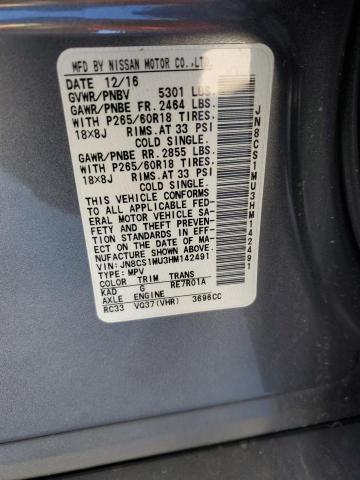 MFD BY NISSAN MOTOR CO.,LTD.
DATE 12/16
GVWR/PNBV 5301 LBS.
GAWR/PNBE FR. 2464 LBS.
WITH P265/60R18 TIRES.
18X8J RIMS.AT 33 PSI
COLD SINGLE.
GAWR/PNBE RR. 2855 LBS.
WITH P265/60R18 TIRES.
18X8J RIMS.AT 33 PSI
COLD SINGLE.
THIS VEHICLE CONFORMS
TO ALL APPLICABLE FED-
ERAL MOTOR VEHICLE SA-
FETY AND THEFT PREVEN-
TION STANDARDS IN EFF-
ECT ON THE DATE OF MA-
NUFACTURE SHOWN ABOVE
VIN:JN8CS1MU3HM142491
TYPE: MPV
COLOR TRIM TRANS
KAD G RE7R01A
AXLE ENGINE
RC33 VQ37(VHR) 3696CC
JN8CS1MU3HM142491